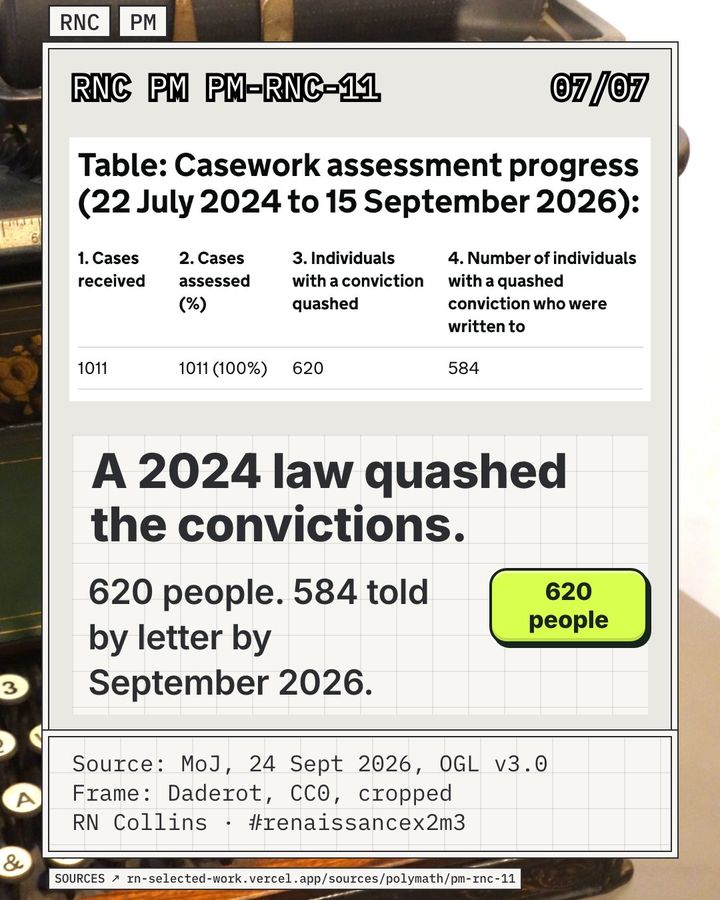 RNC PM
RNC PM PM-RNC-11 07/07
Table: Casework assessment progress
(22 July 2024 to 15 September 2026):
1. Cases received
2. Cases assessed (%)
3. Individuals with a conviction quashed
4. Number of individuals with a quashed conviction who were written to
1011 1011 (100%) 620 584
A 2024 law quashed
the convictions.
620 people. 584 told
by letter by
September 2026.
620
people
Source: MoJ, 24 Sept 2026, OGL v3.0
Frame: Daderot, CC0, cropped
RN Collins · #renaissancex2m3
SOURCES ↗ rn-selected-work.vercel.app/sources/polymath/pm-rnc-11
3
A
&